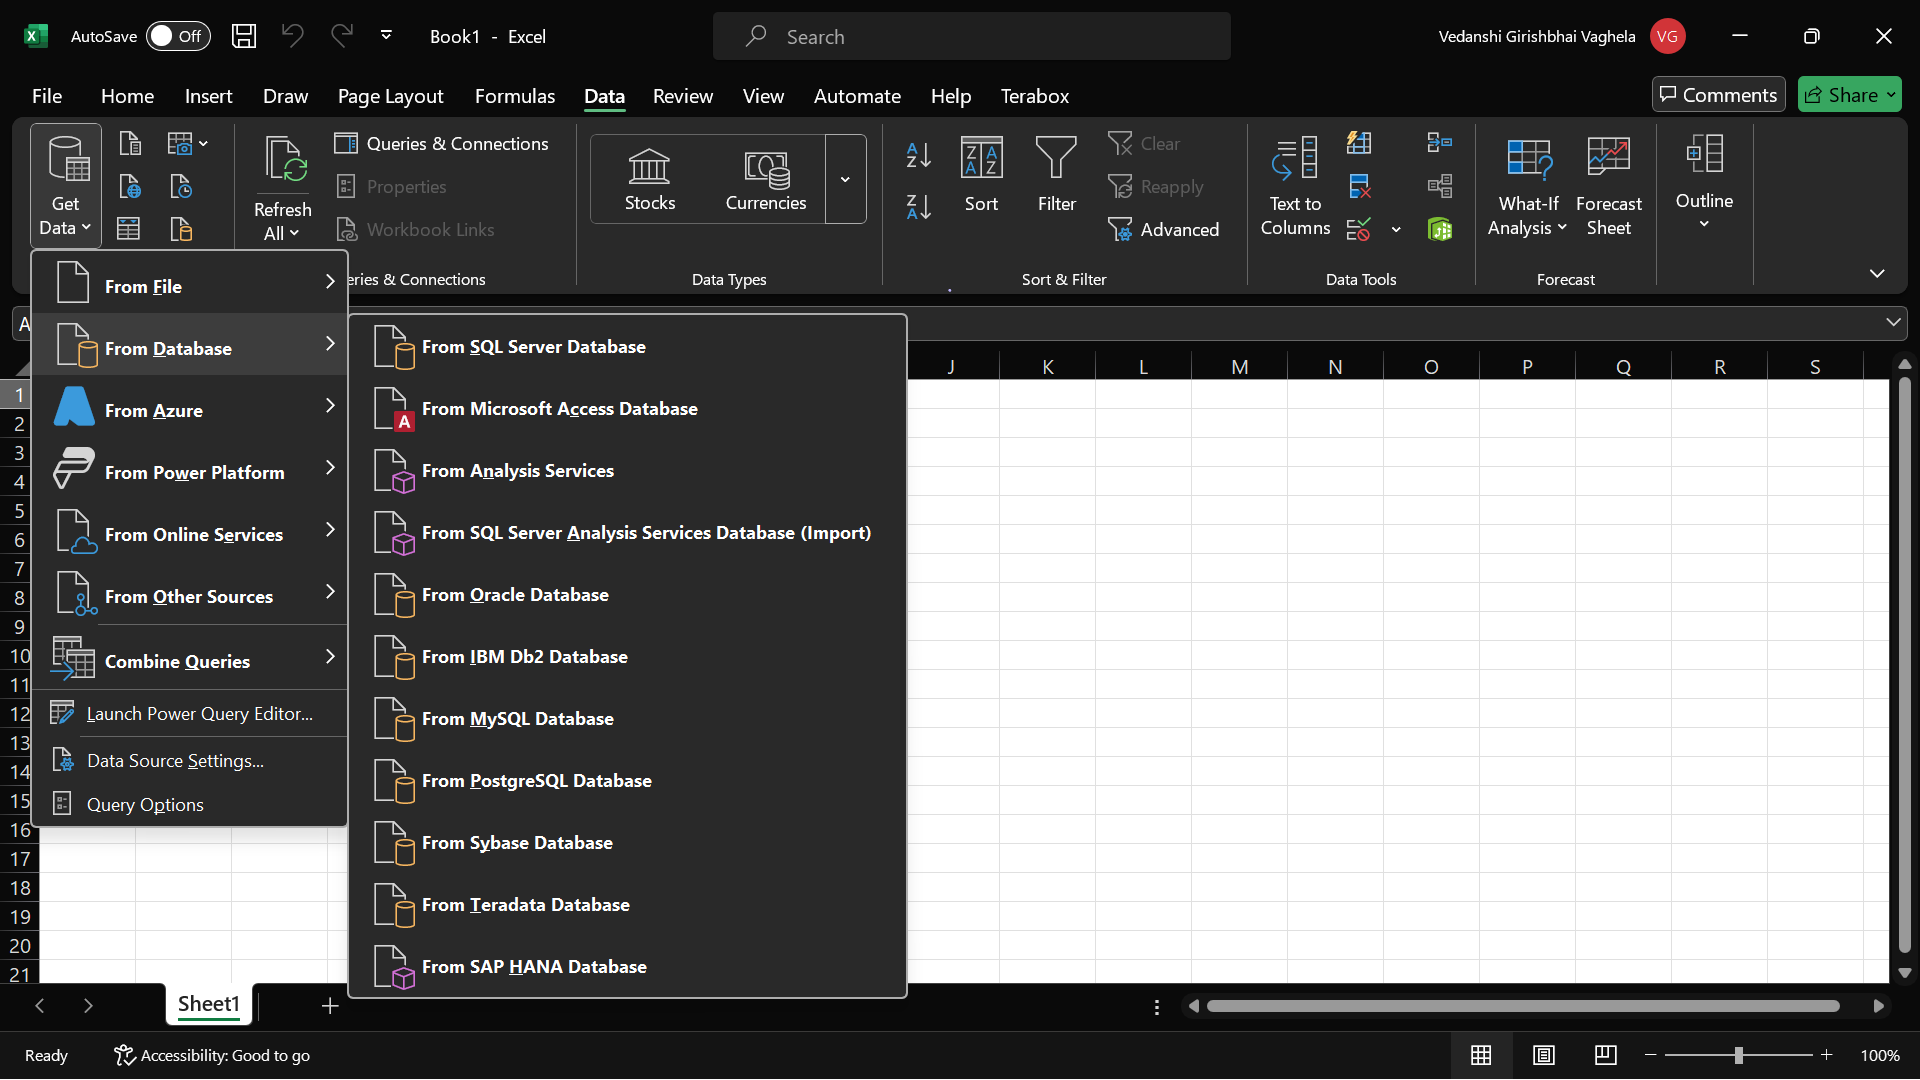 AutoSave Off Book1 - Excel Search Vedanshi Girishbhai Vaghela VG
File Home Insert Draw Page Layout Formulas Data Review View Automate Help Terabox Comments Share
Get Data
Refresh All
Queries & Connections
Properties
Workbook Links
Stocks
Currencies
Sort
Filter
Clear
Reapply
Advanced
Text to Columns
What-If Analysis
Forecast Sheet
Outline
eries & Connections
Data Types
Sort & Filter
Data Tools
Forecast
A
From File
From Database
From Azure
From Power Platform
From Online Services
From Other Sources
Combine Queries
Launch Power Query Editor...
Data Source Settings...
Query Options
From SQL Server Database
From Microsoft Access Database
From Analysis Services
From SQL Server Analysis Services Database (Import)
From Oracle Database
From IBM Db2 Database
From MySQL Database
From PostgreSQL Database
From Sybase Database
From Teradata Database
From SAP HANA Database
J K L M N O P Q R S
1
2
3
4
5
6
7
8
9
10
11
12
13
14
15
16
17
18
19
20
21
Sheet1
Ready Accessibility: Good to go 100%